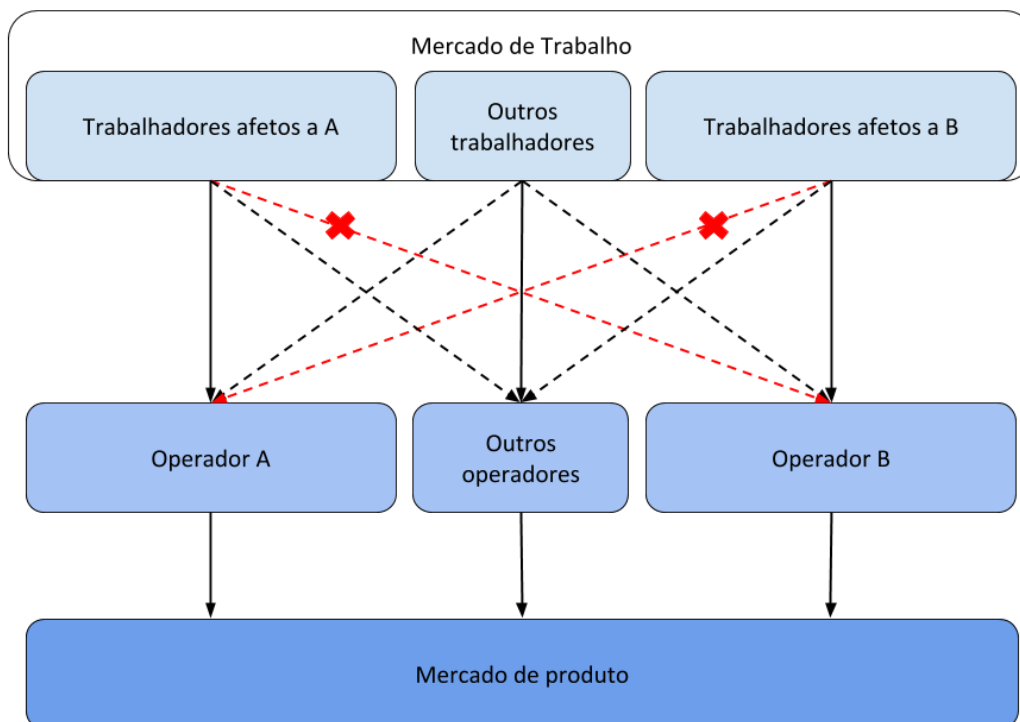 Mercado de Trabalho
Trabalhadores afetos a A
Outros
trabalhadores
Trabalhadores afetos a B
Operador A
Outros
operadores
Operador B
Mercado de produto